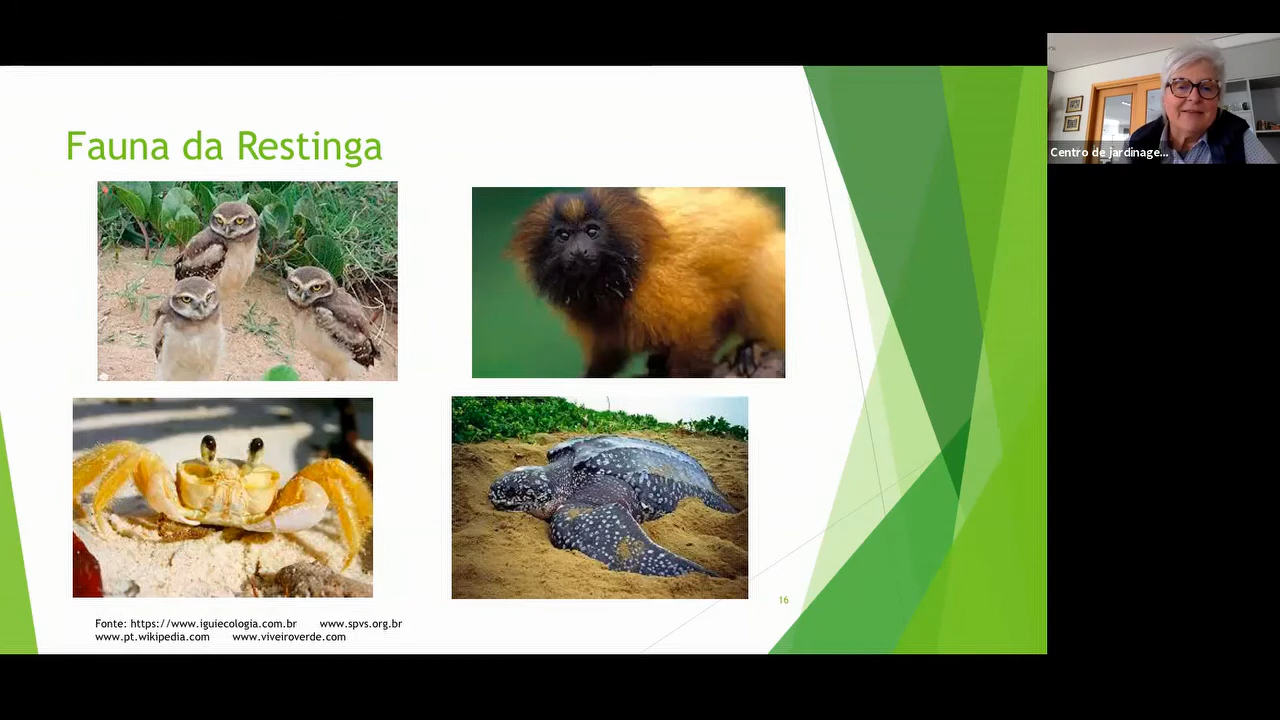 Fauna da Restinga
Centro de jardinage...
16
Fonte: https://www.iguiecologia.com.br www.spvs.org.br
www.pt.wikipedia.com www.viveiroverde.com